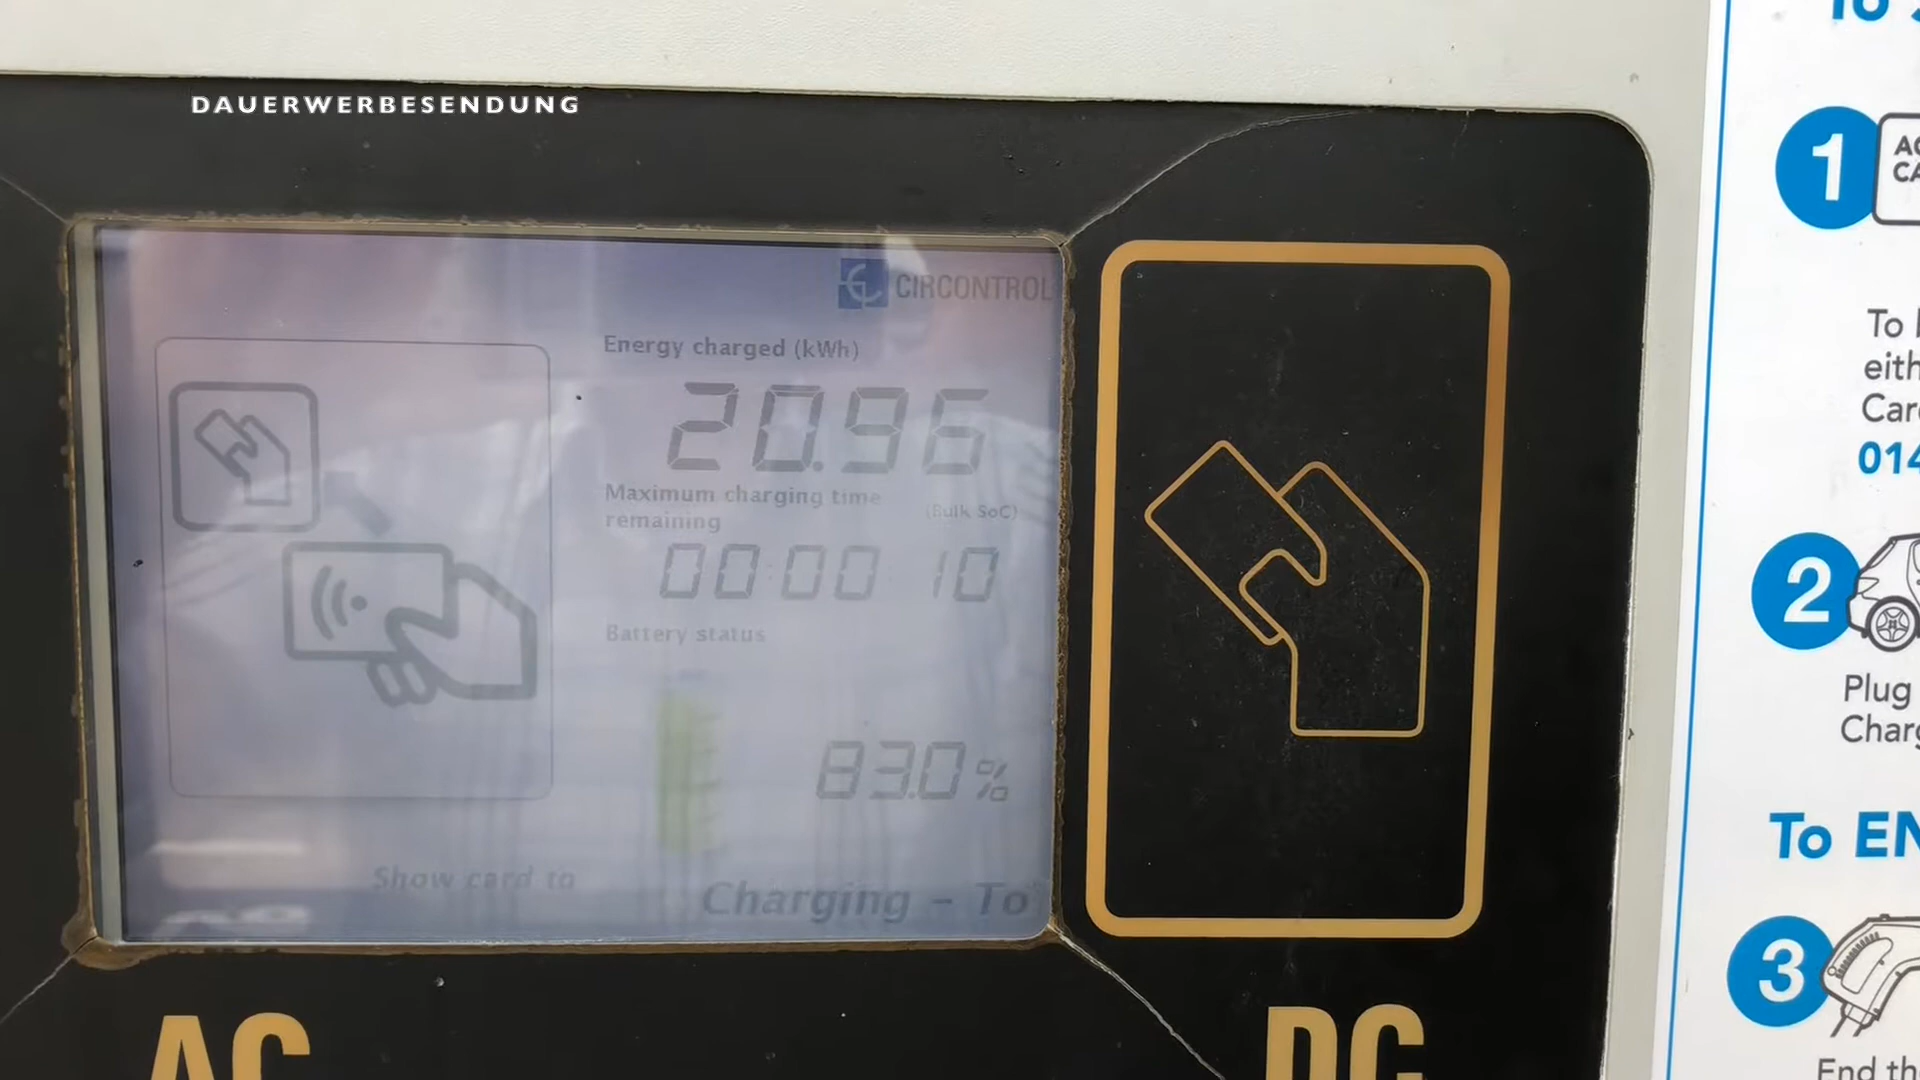 DAUERWERBESENDUNG
CIRCONTROL
Energy charged (kWh)
20.96
Maximum charging time
remaining
(Bulk SoC)
00:00 10
Battery status
83.0%
Show card to
Charging - To
AC
DC
To
1
To
eith
Car
014
2
Plug
Charg
To EN
3
End th